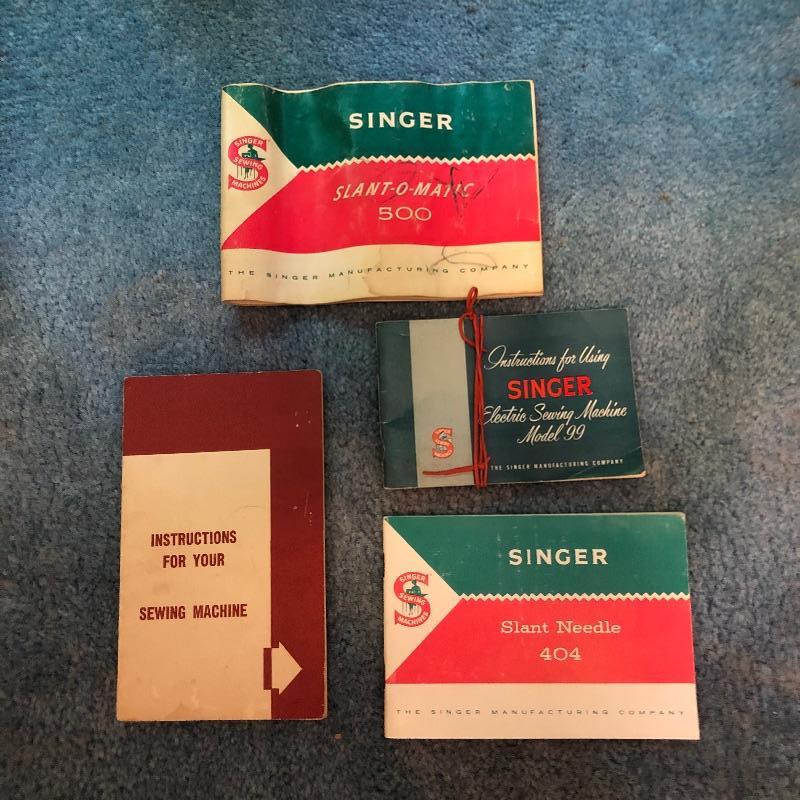 SINGER
SINGER
SEWING
MACHINES
SLANT-O-MATIC
500
THE SINGER MANUFACTURING COMPANY
Instructions for Using
SINGER
Electric Sewing Machine
Model 99
THE SINGER MANUFACTURING COMPANY
INSTRUCTIONS
FOR YOUR
SEWING MACHINE
SINGER
SINGER
SEWING
MACHINES
Slant Needle
404
THE SINGER MANUFACTURING COMPANY